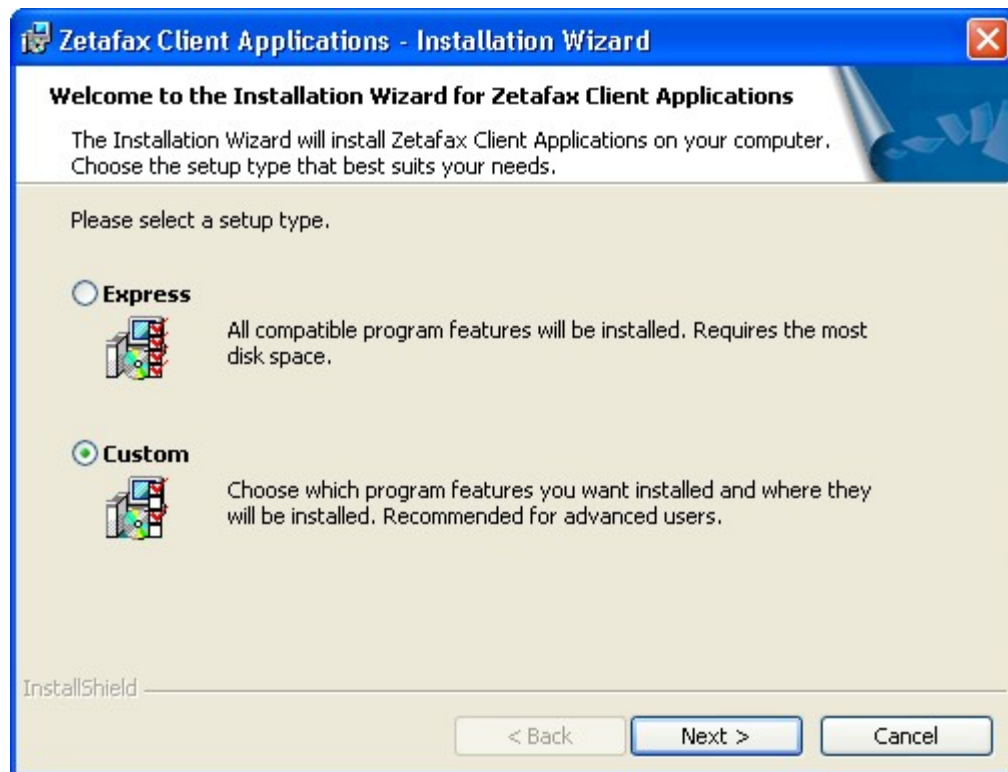 Zetafax Client Applications - Installation Wizard
Welcome to the Installation Wizard for Zetafax Client Applications
The Installation Wizard will install Zetafax Client Applications on your computer.
Choose the setup type that best suits your needs.
Please select a setup type.
Express
All compatible program features will be installed. Requires the most
disk space.
Custom
Choose which program features you want installed and where they
will be installed. Recommended for advanced users.
InstallShield
< Back
Next >
Cancel